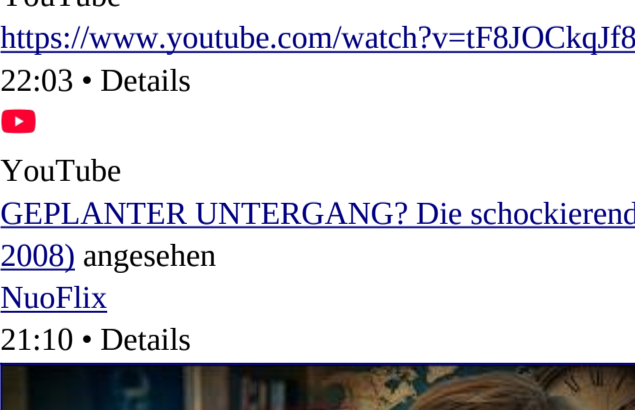 YouTube
https://www.youtube.com/watch?v=tF8JOCkqJf8
22:03 • Details
YouTube
GEPLANTER UNTERGANG? Die schockierend
2008) angesehen
NuoFlix
21:10 • Details